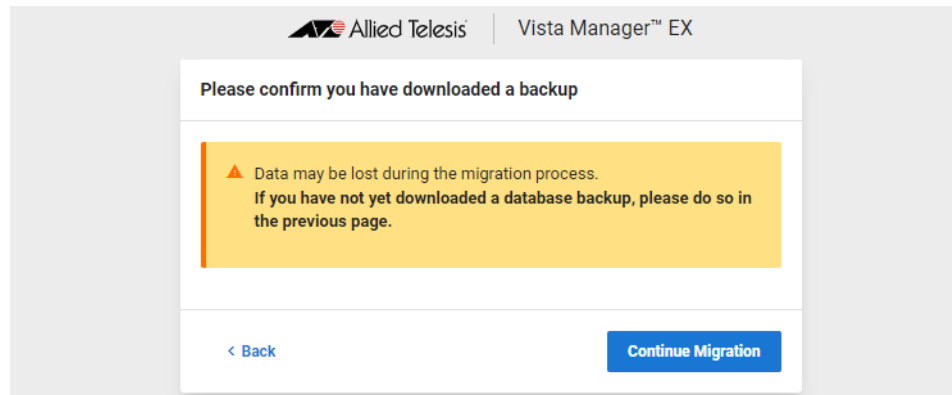 Allied Telesis Vista Manager™ EX
Please confirm you have downloaded a backup
Data may be lost during the migration process.
If you have not yet downloaded a database backup, please do so in
the previous page.
< Back Continue Migration